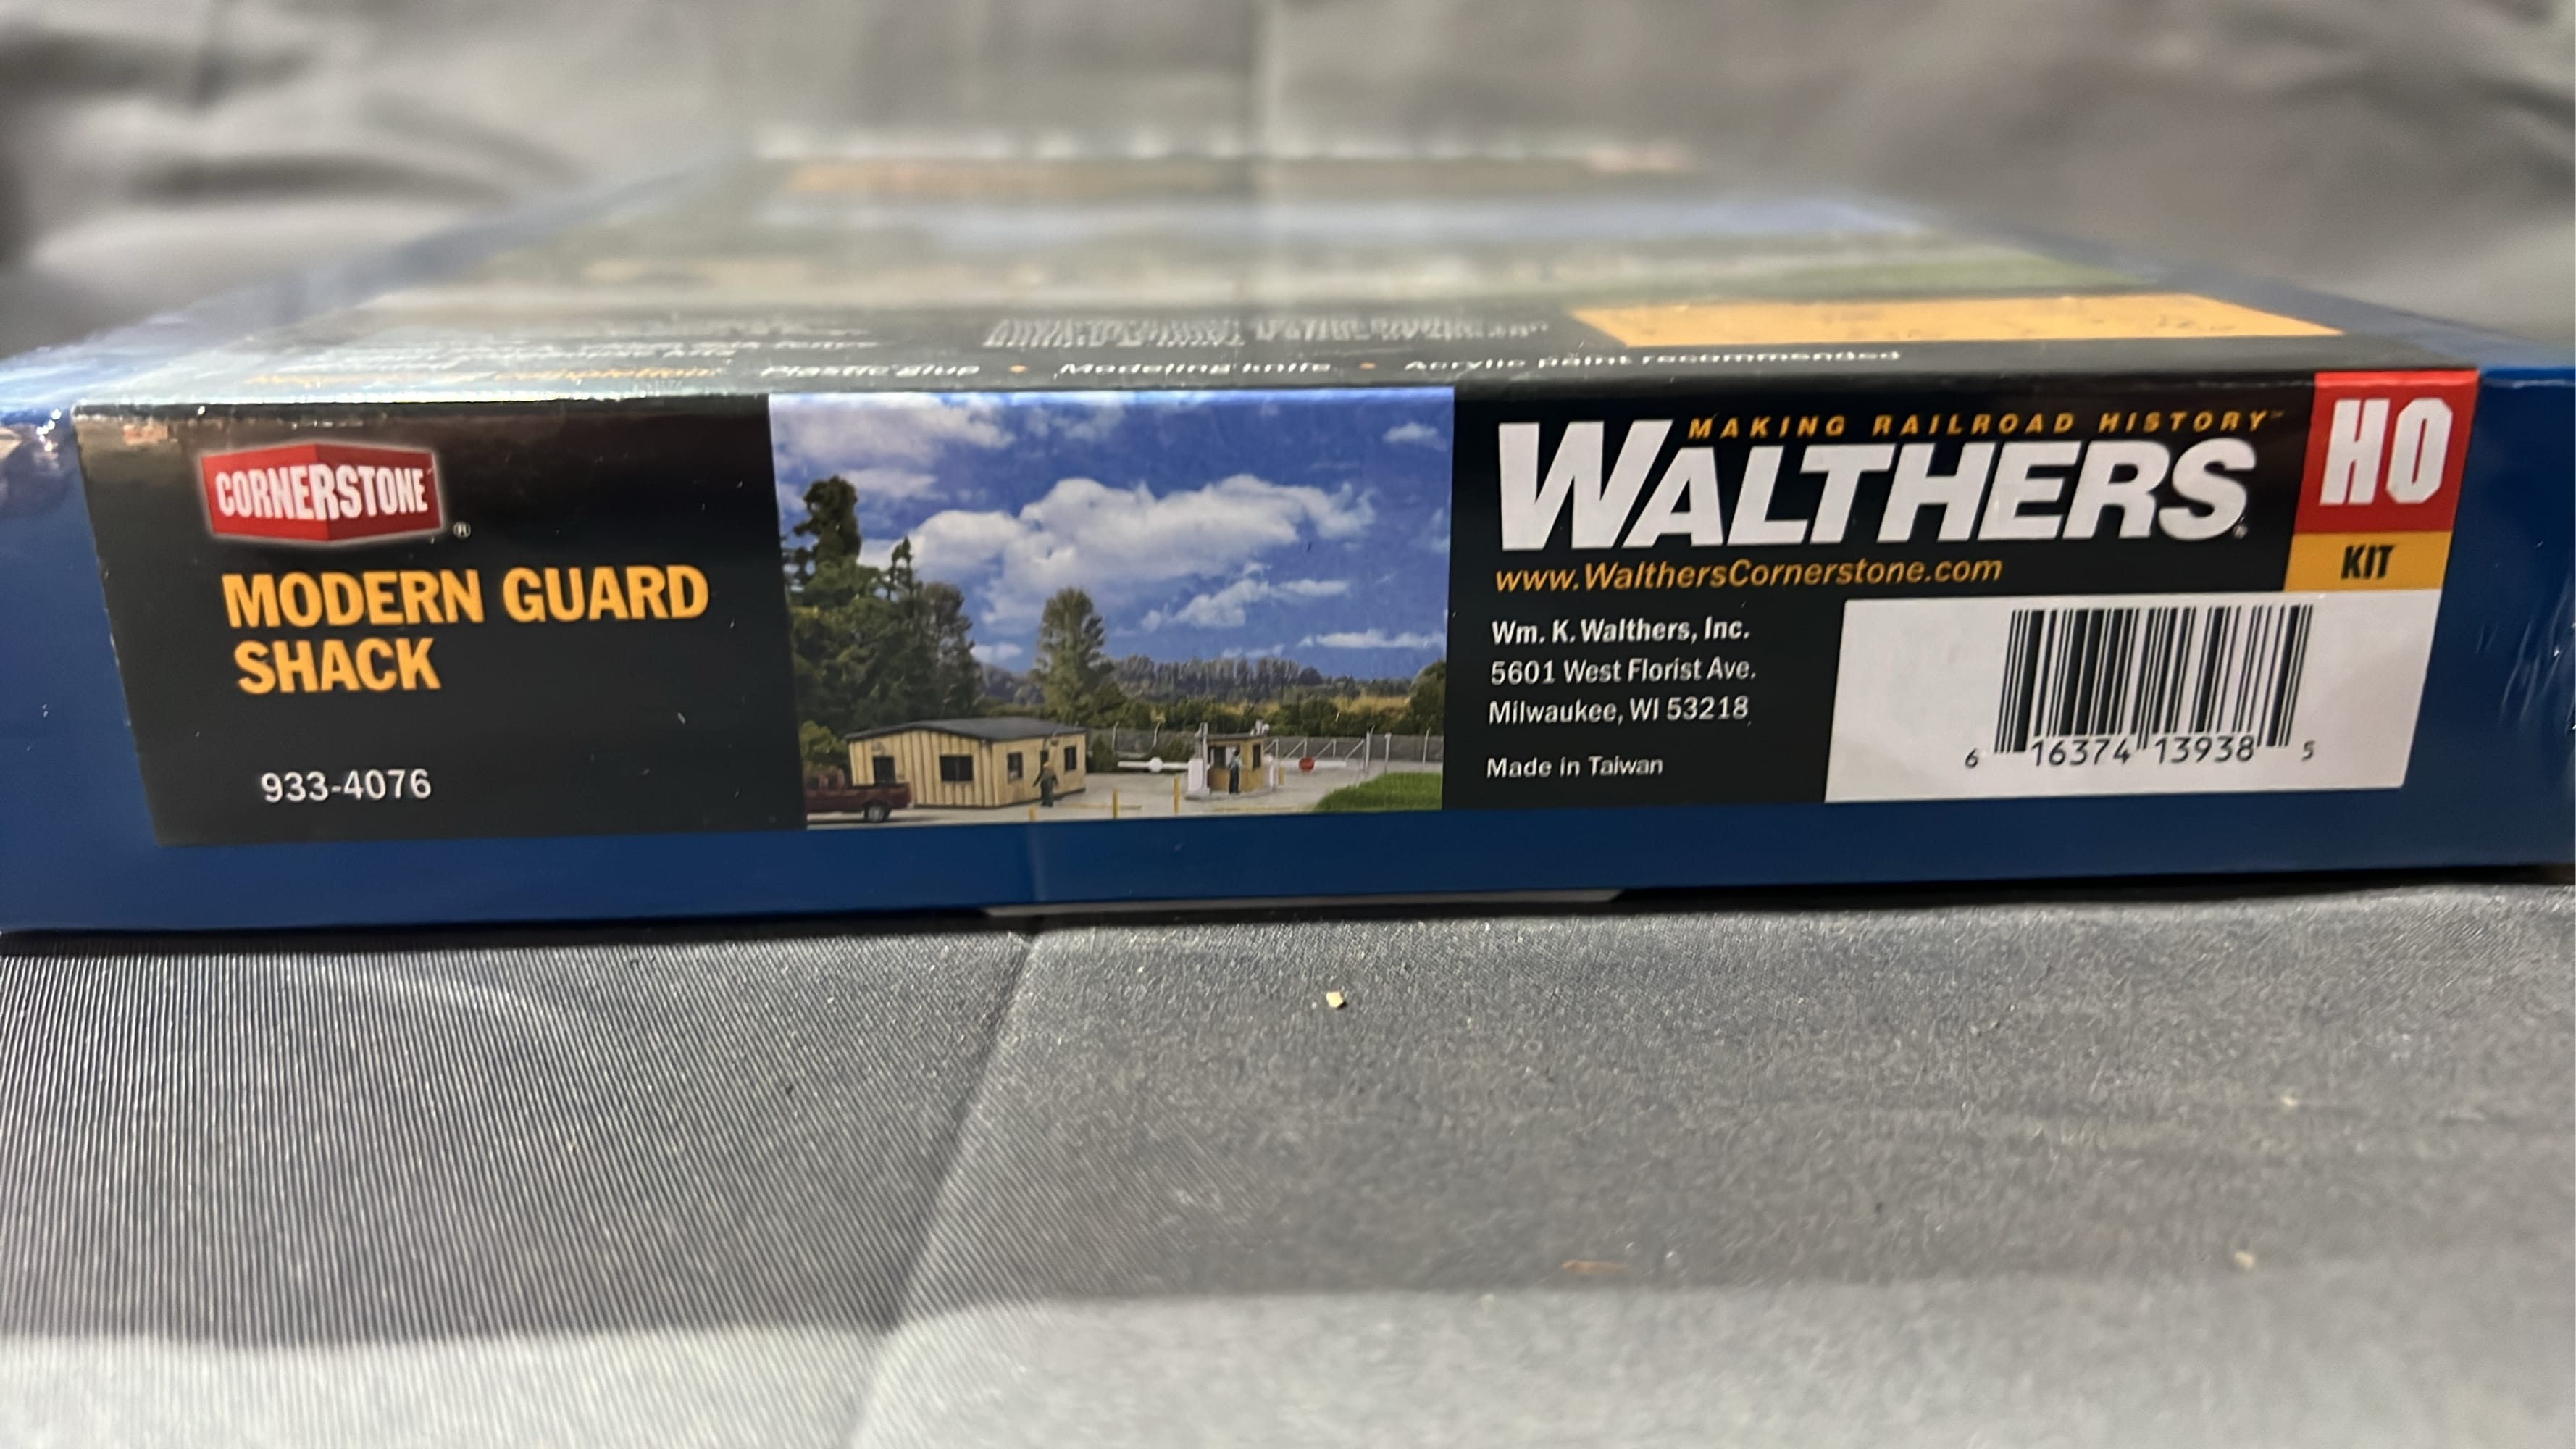 Plastic glue • Modeling knife • Acrylic paint recommended
CORNERSTONE®
MODERN GUARD
SHACK
933-4076
MAKING RAILROAD HISTORY™
WALTHERS®
www.WalthersCornerstone.com
Wm. K. Walthers, Inc.
5601 West Florist Ave.
Milwaukee, WI 53218
Made in Taiwan
HO
KIT
6 16374 13938 5